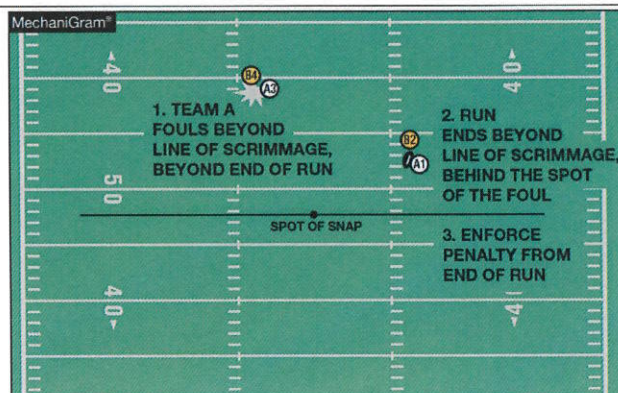 MechaniGram®
40
40
B4
A3
1. TEAM A
FOULS BEYOND
LINE OF SCRIMMAGE,
BEYOND END OF RUN
2. RUN
ENDS BEYOND
LINE OF SCRIMMAGE,
BEHIND THE SPOT
OF THE FOUL
B2
A1
50
SPOT OF SNAP
3. ENFORCE
PENALTY FROM
END OF RUN
40
4